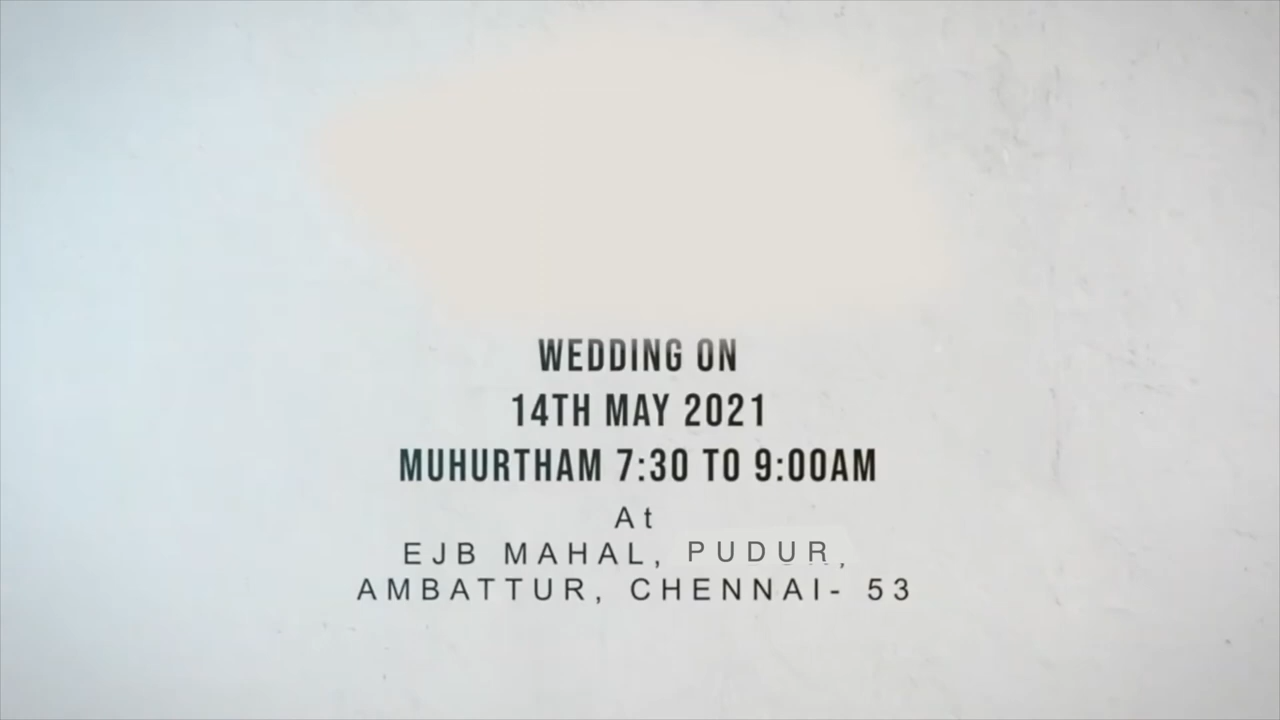 WEDDING ON
14TH MAY 2021
MUHURTHAM 7:30 TO 9:00AM
At
EJB MAHAL, PUDUR,
AMBATTUR, CHENNAI- 53